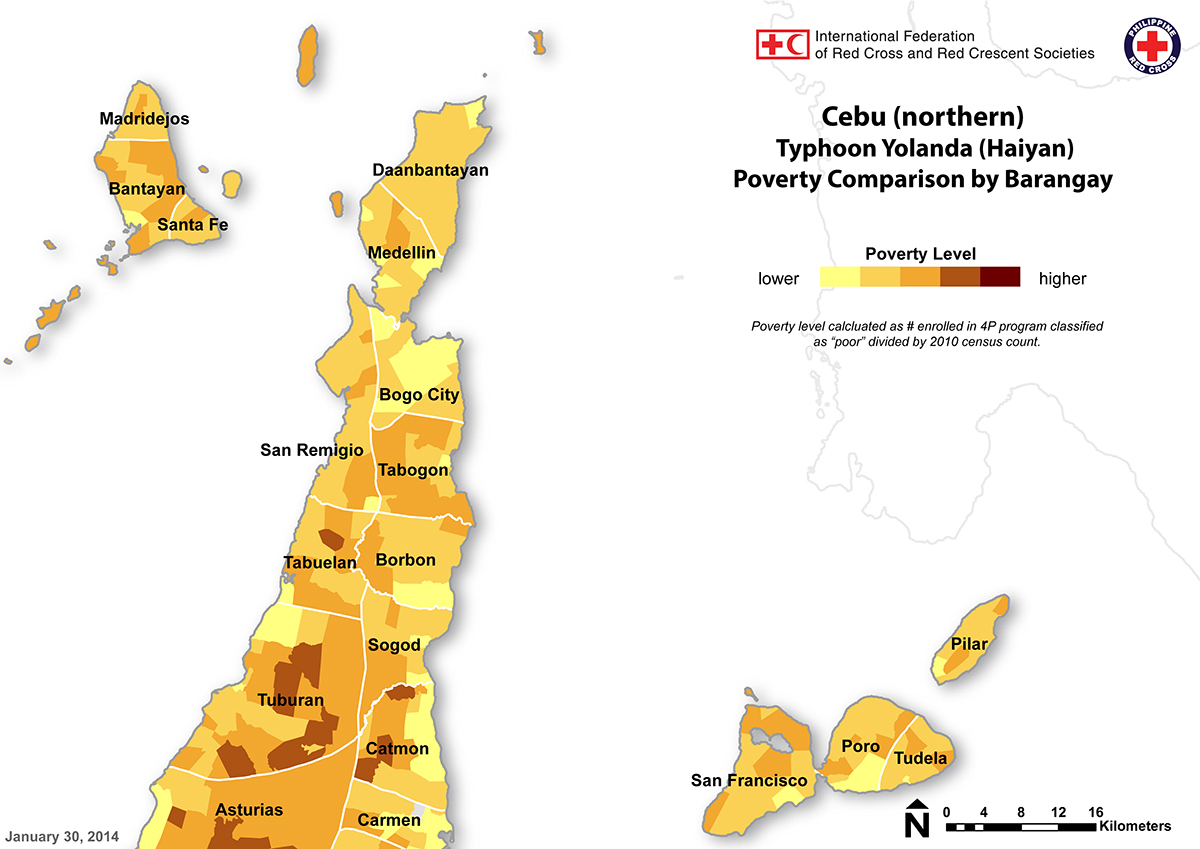 International Federation
of Red Cross and Red Crescent Societies
PHILIPPINE
RED CROSS
Cebu (northern)
Typhoon Yolanda (Haiyan)
Poverty Comparison by Barangay
Poverty Level
lower
higher
Poverty level calcluated as # enrolled in 4P program classified
as “poor” divided by 2010 census count.
Madridejos
Bantayan
Santa Fe
Daanbantayan
Medellin
Bogo City
San Remigio
Tabogon
Tabuelan
Borbon
Sogod
Tuburan
Catmon
Asturias
Carmen
Pilar
Poro
Tudela
San Francisco
N
0 4 8 12 16
Kilometers
January 30, 2014